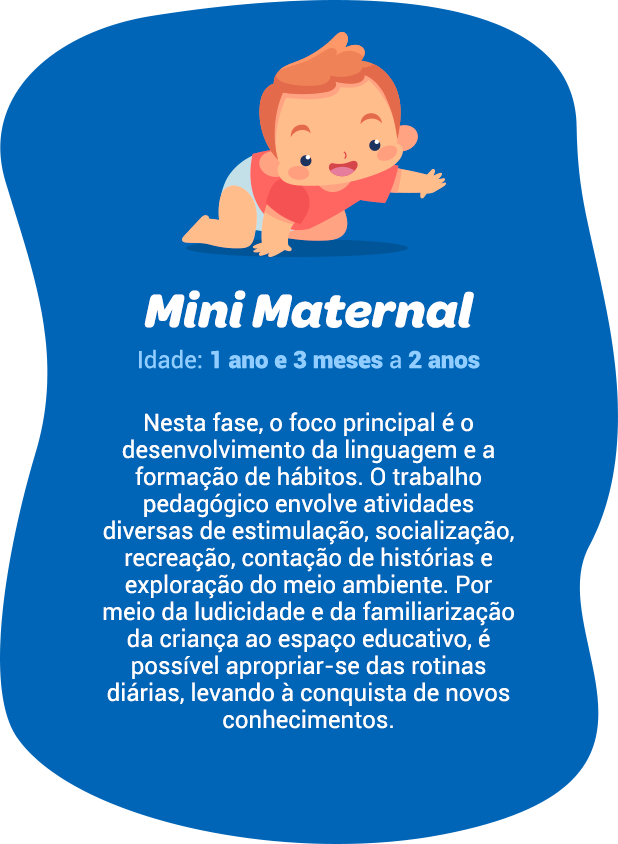 Mini Maternal
Idade: 1 ano e 3 meses a 2 anos
Nesta fase, o foco principal é o
desenvolvimento da linguagem e a
formação de hábitos. O trabalho
pedagógico envolve atividades
diversas de estimulação, socialização,
recreação, contação de histórias e
exploração do meio ambiente. Por
meio da ludicidade e da familiarização
da criança ao espaço educativo, é
possível apropriar-se das rotinas
diárias, levando à conquista de novos
conhecimentos.